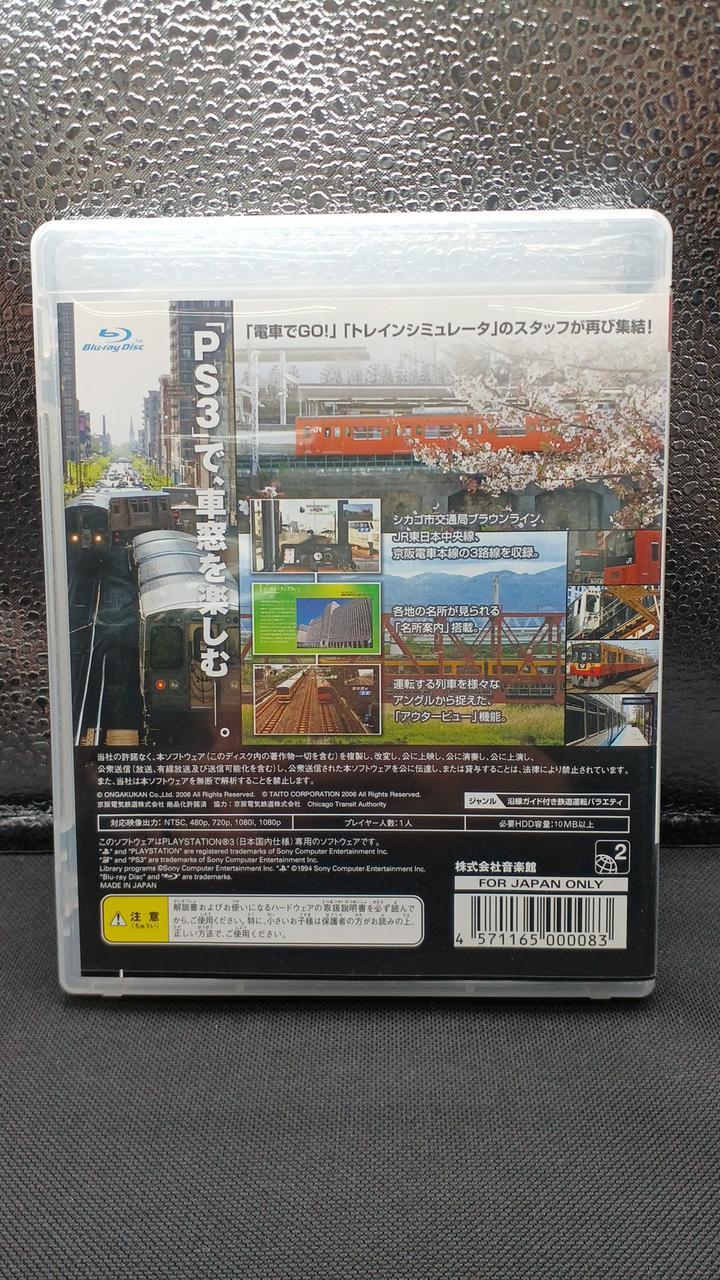 「電車でGO!」「トレインシミュレータ」のスタッフが再び集結!
Blu-ray Disc
「PS3」で、車窓を楽しむ。
シカゴ市交通局ブラウンライン、
JR東日本中央線、
京阪電車本線の3路線を収録。
各地の名所が見られる
「名所案内」搭載。
運転する列車を様々な
アングルから捉えた、
「アウタービュー」機能。
当社の許諾なく、本ソフトウェア(このディスク内の著作物一切を含む)を複製し、改変し、公に上映し、公に演奏し、公に上演し、
公衆送信(放送、有線放送及び送信可能化を含む)し、公衆送信された本ソフトウェアを公に伝達し、または貸与することは、法律により禁止されています。
また、当社は本ソフトウェアを無断で解析することを禁止します。
© ONGAKUKAN Co.,Ltd. 2006 All Rights Reserved. © TAITO CORPORATION 2006 All Rights Reserved.
京阪電気鉄道株式会社 商品化許諾済 協力:京阪電気鉄道株式会社 Chicago Transit Authority
ジャンル 沿線ガイド付き鉄道運転バラエティ
対応映像出力: NTSC, 480p, 720p, 1080i, 1080p プレイヤー人数:1人 必要HDD容量:10MB以上
このソフトウェアはPLAYSTATION®3(日本国内仕様)専用のソフトウェアです。
" " and "PLAYSTATION" are registered trademarks of Sony Computer Entertainment Inc.
" " and "PS3" are trademarks of Sony Computer Entertainment Inc.
Library programs ©Sony Computer Entertainment Inc. " " ©1994 Sony Computer Entertainment Inc.
"Blu-ray Disc" and " " are trademarks.
MADE IN JAPAN
株式会社音楽館
2
FOR JAPAN ONLY
注意
(ちゅうい)
解説書およびお使いになるハードウェアの取扱説明書を必ず読んで
から、ご使用ください。特に、小さいお子様は保護者の方がお読みの上、
正しい方法で、ご使用ください。
4 571165 000083